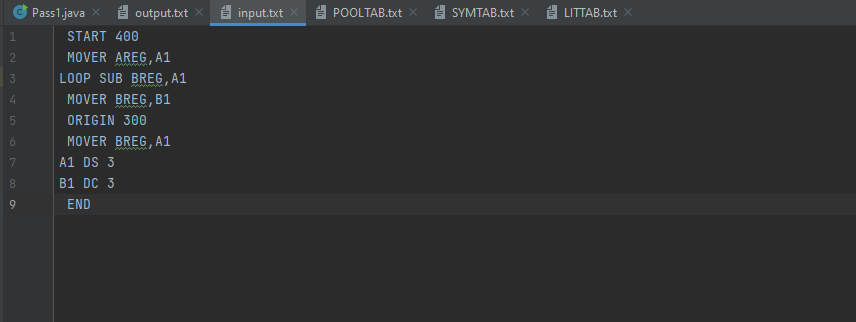 Pass1.java output.txt input.txt POOLTAB.txt SYMTAB.txt LITTAB.txt
1 START 400
2 MOVER AREG,A1
3 LOOP SUB BREG,A1
4 MOVER BREG,B1
5 ORIGIN 300
6 MOVER BREG,A1
7 A1 DS 3
8 B1 DC 3
9 END